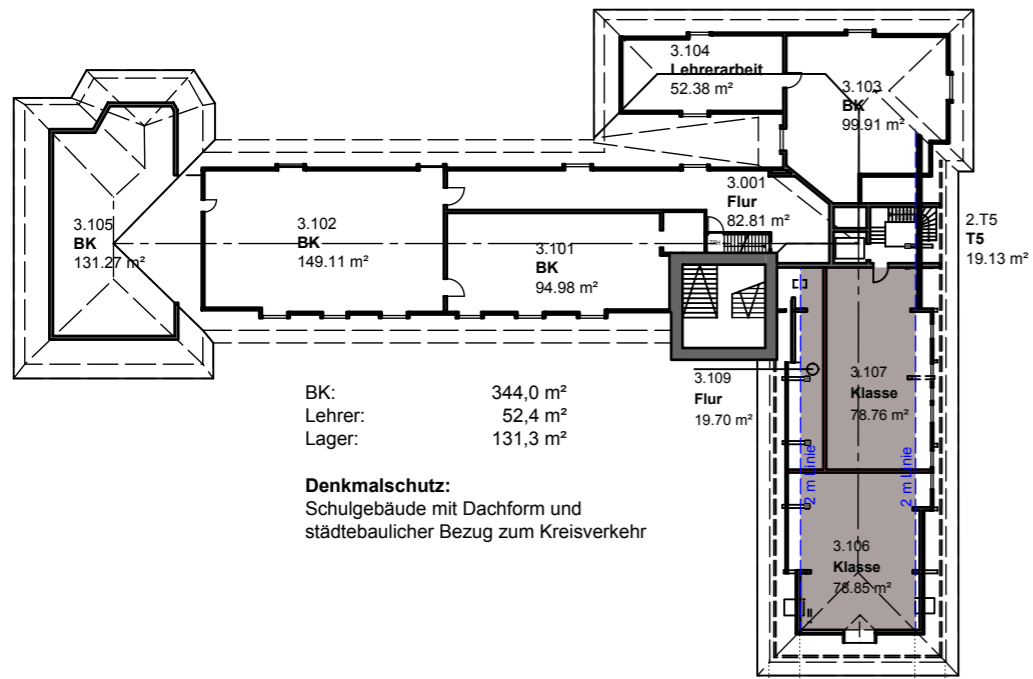 3.104
Lehrerarbeit
52.38 m²
3.103
BK
99.91 m²
3.001
Flur
82.81 m²
3.105
BK
131.27 m²
3.102
BK
149.11 m²
3.101
BK
94.98 m²
2.T5
T5
19.13 m²
3.109
Flur
19.70 m²
3.107
Klasse
78.76 m²
2 m Linie
2 m Linie
3.106
Klasse
78.85 m²
BK: 344,0 m²
Lehrer: 52,4 m²
Lager: 131,3 m²
Denkmalschutz:
Schulgebäude mit Dachform und
städtebaulicher Bezug zum Kreisverkehr